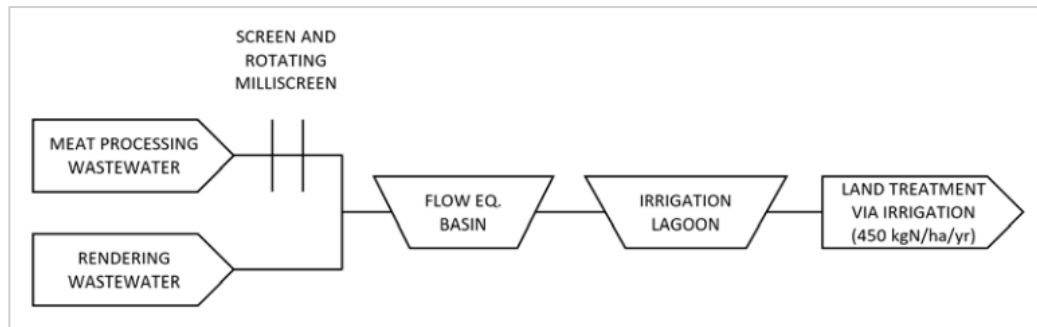 SCREEN AND
ROTATING
MILLISCREEN
MEAT PROCESSING
WASTEWATER
RENDERING
WASTEWATER
FLOW EQ.
BASIN
IRRIGATION
LAGOON
LAND TREATMENT
VIA IRRIGATION
(450 kgN/ha/yr)